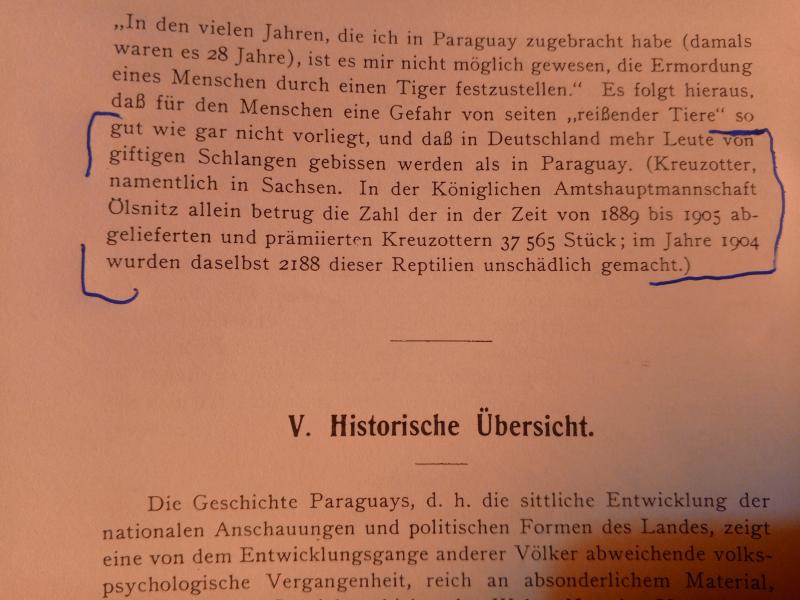 „In den vielen Jahren, die ich in Paraguay zugebracht habe (damals
waren es 28 Jahre), ist es mir nicht möglich gewesen, die Ermordung
eines Menschen durch einen Tiger festzustellen.“ Es folgt hieraus,
daß für den Menschen eine Gefahr von seiten „reißender Tiere“ so
gut wie gar nicht vorliegt, und daß in Deutschland mehr Leute von
giftigen Schlangen gebissen werden als in Paraguay. (Kreuzotter,
namentlich in Sachsen. In der Königlichen Amtshauptmannschaft
Ölsnitz allein betrug die Zahl der in der Zeit von 1889 bis 1905 ab-
gelieferten und prämiierten Kreuzottern 37 565 Stück; im Jahre 1904
wurden daselbst 2188 dieser Reptilien unschädlich gemacht.)
V. Historische Übersicht.
Die Geschichte Paraguays, d. h. die sittliche Entwicklung der
nationalen Anschauungen und politischen Formen des Landes, zeigt
eine von dem Entwicklungsgange anderer Völker abweichende volks-
psychologische Vergangenheit, reich an absonderlichem Material,